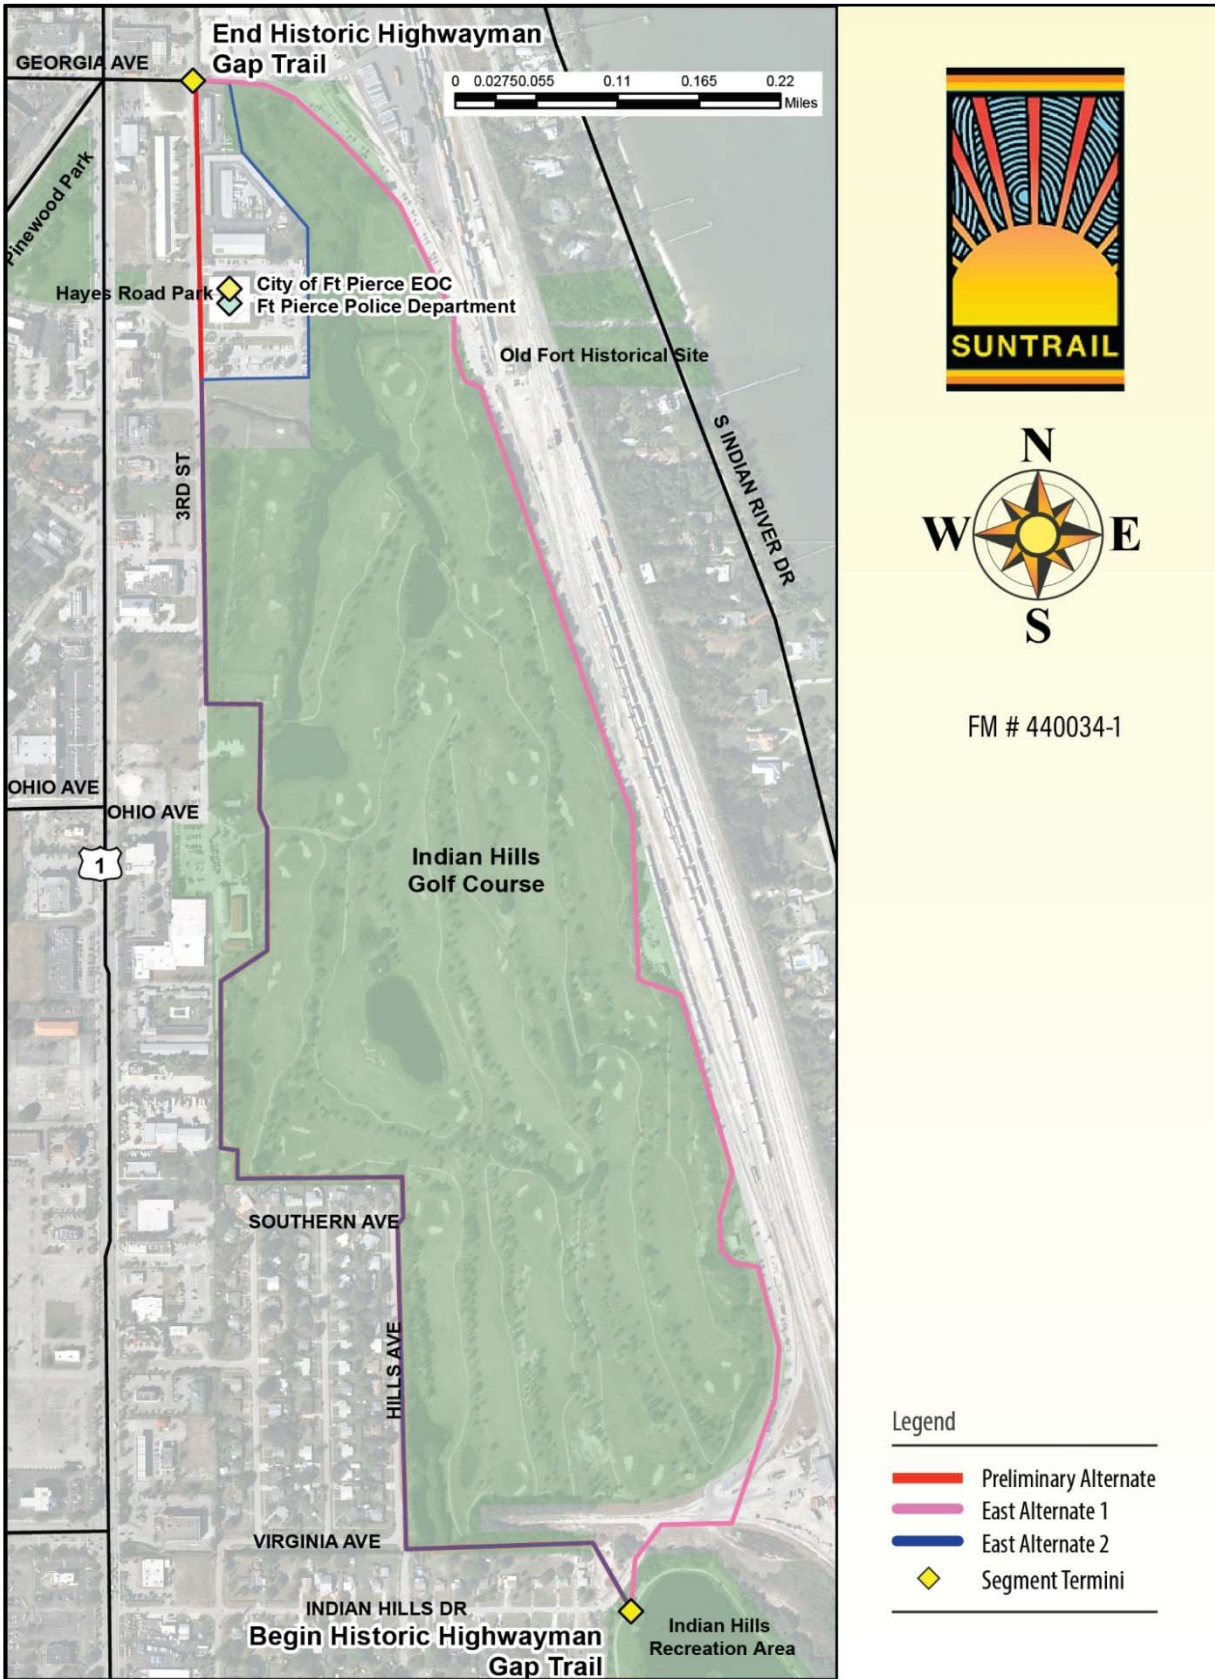 End Historic Highwayman
Gap Trail
GEORGIA AVE
0 0.0275 0.055 0.11 0.165 0.22
Miles
Pinewood Park
Hayes Road Park
City of Ft Pierce EOC
Ft Pierce Police Department
Old Fort Historical Site
3RD ST
S INDIAN RIVER DR
OHIO AVE
OHIO AVE
1
Indian Hills
Golf Course
SOUTHERN AVE
HILLS AVE
VIRGINIA AVE
INDIAN HILLS DR
Begin Historic Highwayman
Gap Trail
Indian Hills
Recreation Area
SUNTRAIL
N
W E
S
FM # 440034-1
Legend
Preliminary Alternate
East Alternate 1
East Alternate 2
Segment Termini